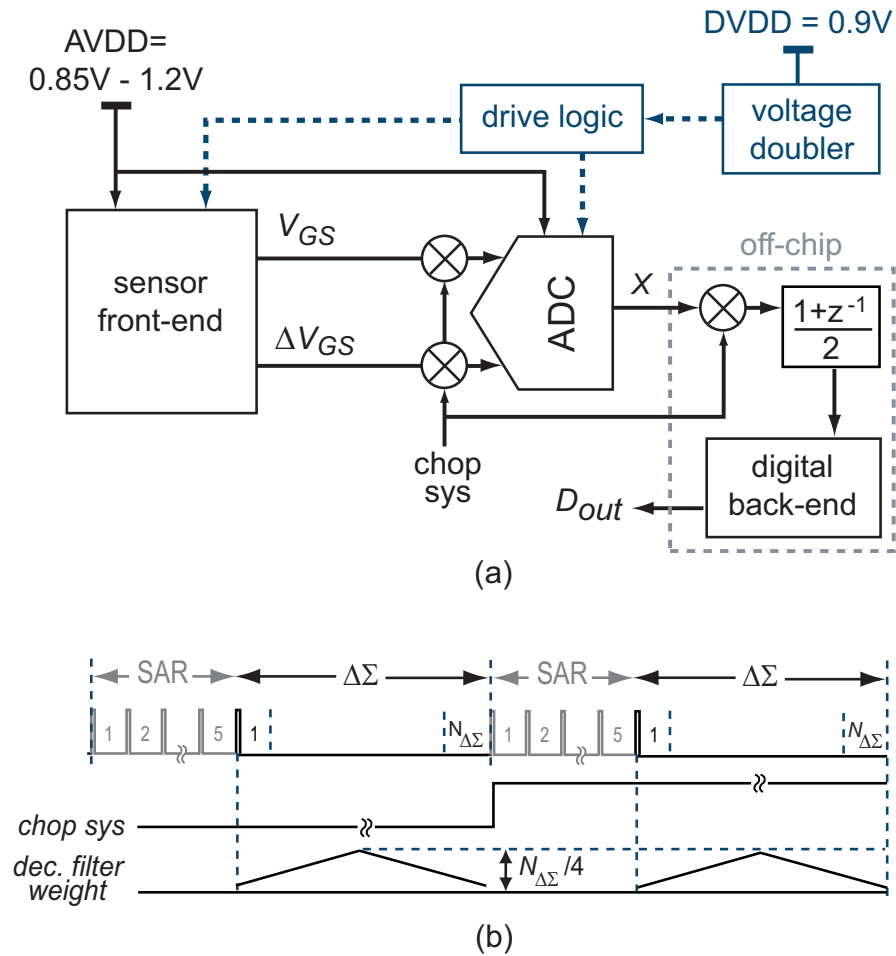 AVDD=
0.85V - 1.2V
DVDD = 0.9V
drive logic
voltage
doubler
sensor
front-end
V_GS
ΔV_GS
ADC
X
off-chip
1+z^-1
2
chop
sys
digital
back-end
D_out
(a)
SAR
ΔΣ
SAR
ΔΣ
1 2 5 1 N_ΔΣ 1 2 5 1 N_ΔΣ
chop sys
dec. filter
weight
N_ΔΣ /4
(b)